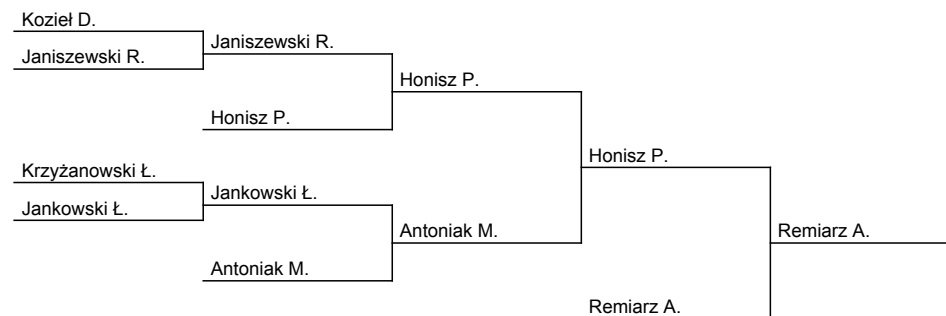 Kozieł D.
Janiszewski R.
Janiszewski R.
Honisz P.
Honisz P.
Krzyżanowski Ł.
Honisz P.
Jankowski Ł.
Jankowski Ł.
Antoniak M.
Remiarz A.
Antoniak M.
Remiarz A.